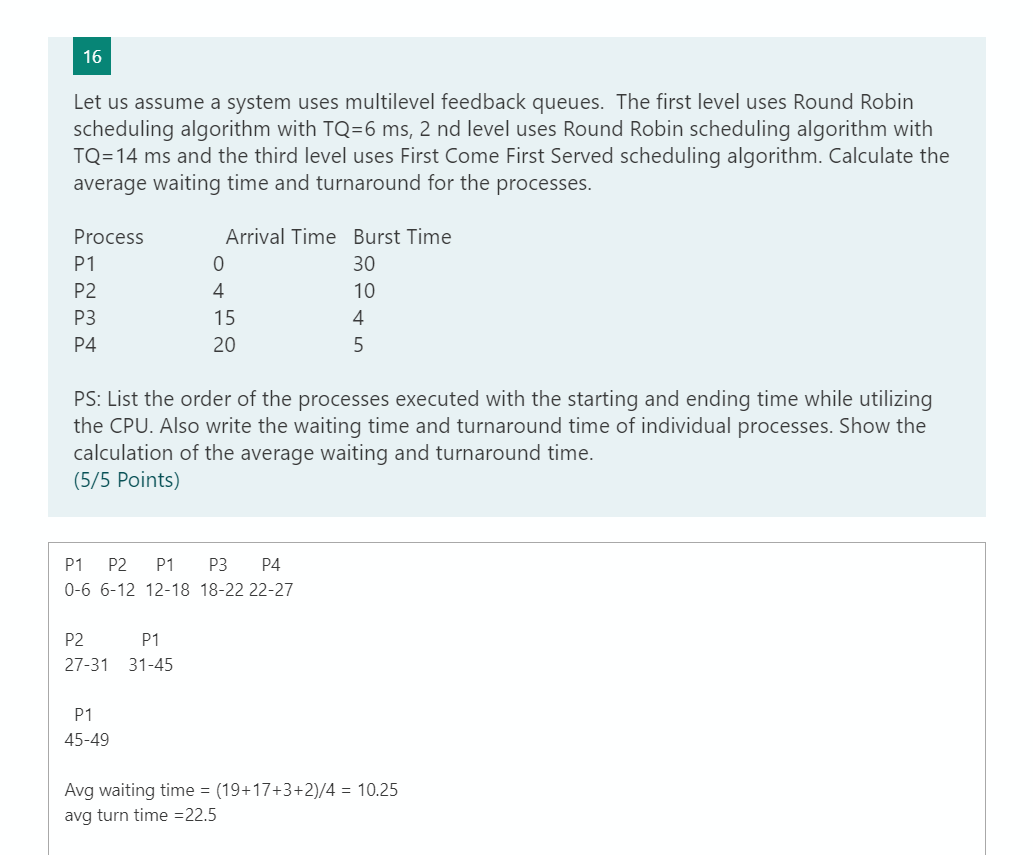 16
Let us assume a system uses multilevel feedback queues. The first level uses Round Robin
scheduling algorithm with TQ=6 ms, 2 nd level uses Round Robin scheduling algorithm with
TQ=14 ms and the third level uses First Come First Served scheduling algorithm. Calculate the
average waiting time and turnaround for the processes.
Process Arrival Time Burst Time
P1 0 30
P2 4 10
P3 15 4
P4 20 5
PS: List the order of the processes executed with the starting and ending time while utilizing
the CPU. Also write the waiting time and turnaround time of individual processes. Show the
calculation of the average waiting and turnaround time.
(5/5 Points)
P1 P2 P1 P3 P4
0-6 6-12 12-18 18-22 22-27
P2 P1
27-31 31-45
P1
45-49
Avg waiting time = (19+17+3+2)/4 = 10.25
avg turn time =22.5